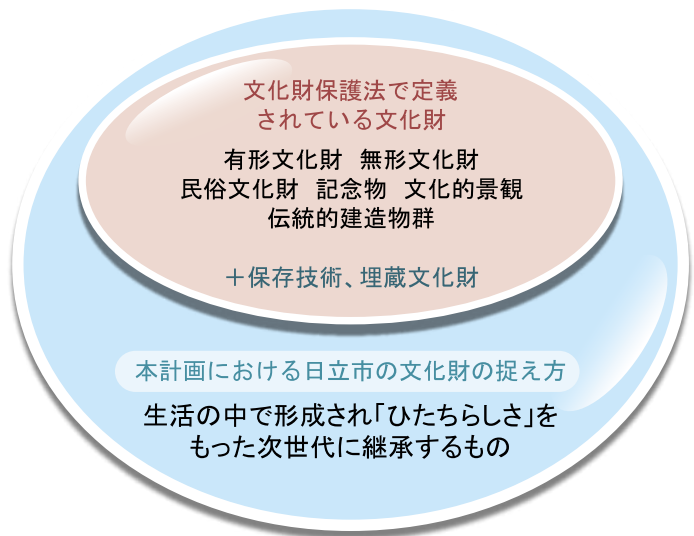 文化財保護法で定義
されている文化財
有形文化財　無形文化財
民俗文化財　記念物　文化的景観
伝統的建造物群
＋保存技術、埋蔵文化財
本計画における日立市の文化財の捉え方
生活の中で形成され「ひたちらしさ」を
もった次世代に継承するもの